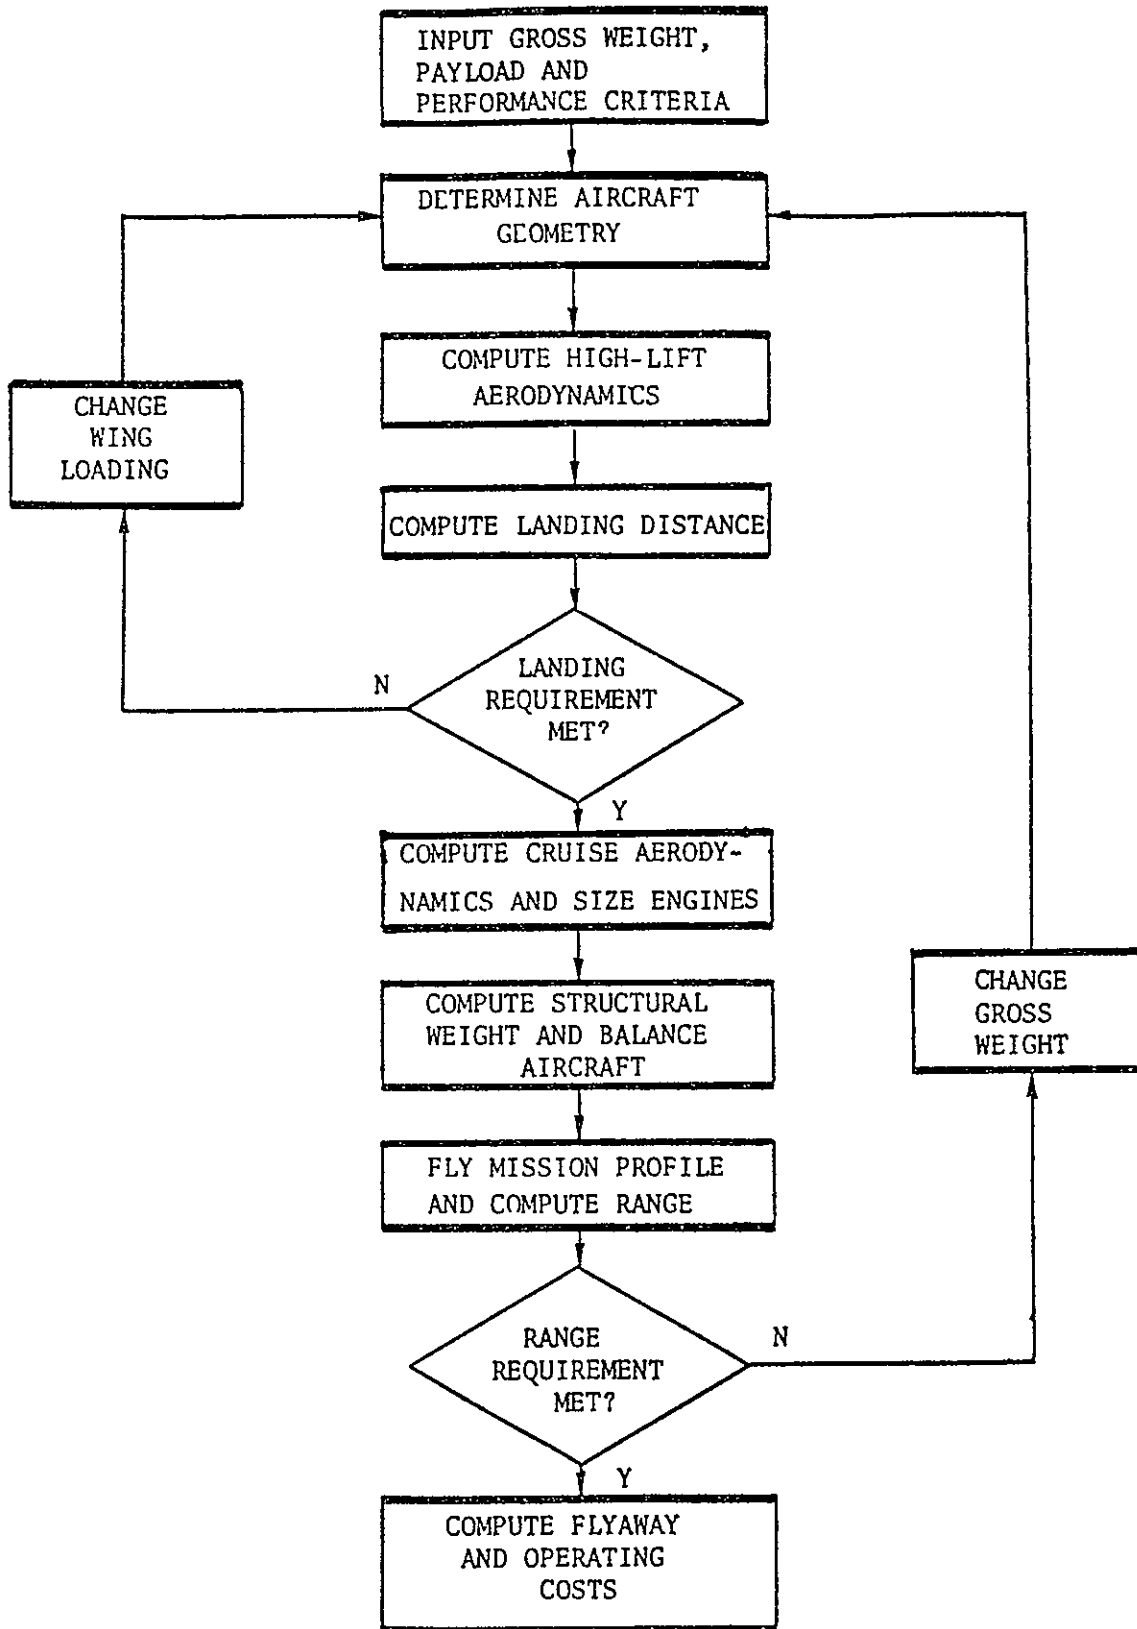 INPUT GROSS WEIGHT,
PAYLOAD AND
PERFORMANCE CRITERIA
DETERMINE AIRCRAFT
GEOMETRY
COMPUTE HIGH-LIFT
AERODYNAMICS
CHANGE
WING
LOADING
COMPUTE LANDING DISTANCE
LANDING
REQUIREMENT
MET?
N
Y
COMPUTE CRUISE AERODY-
NAMICS AND SIZE ENGINES
COMPUTE STRUCTURAL
WEIGHT AND BALANCE
AIRCRAFT
CHANGE
GROSS
WEIGHT
FLY MISSION PROFILE
AND COMPUTE RANGE
RANGE
REQUIREMENT
MET?
N
Y
COMPUTE FLYAWAY
AND OPERATING
COSTS